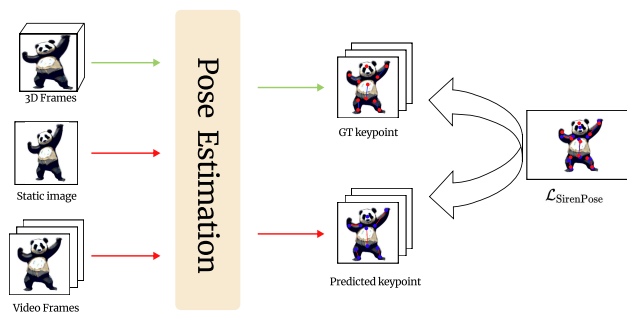 3D Frames
Static image
Video Frames
Pose Estimation
GT keypoint
Predicted keypoint
ℒSirenPose